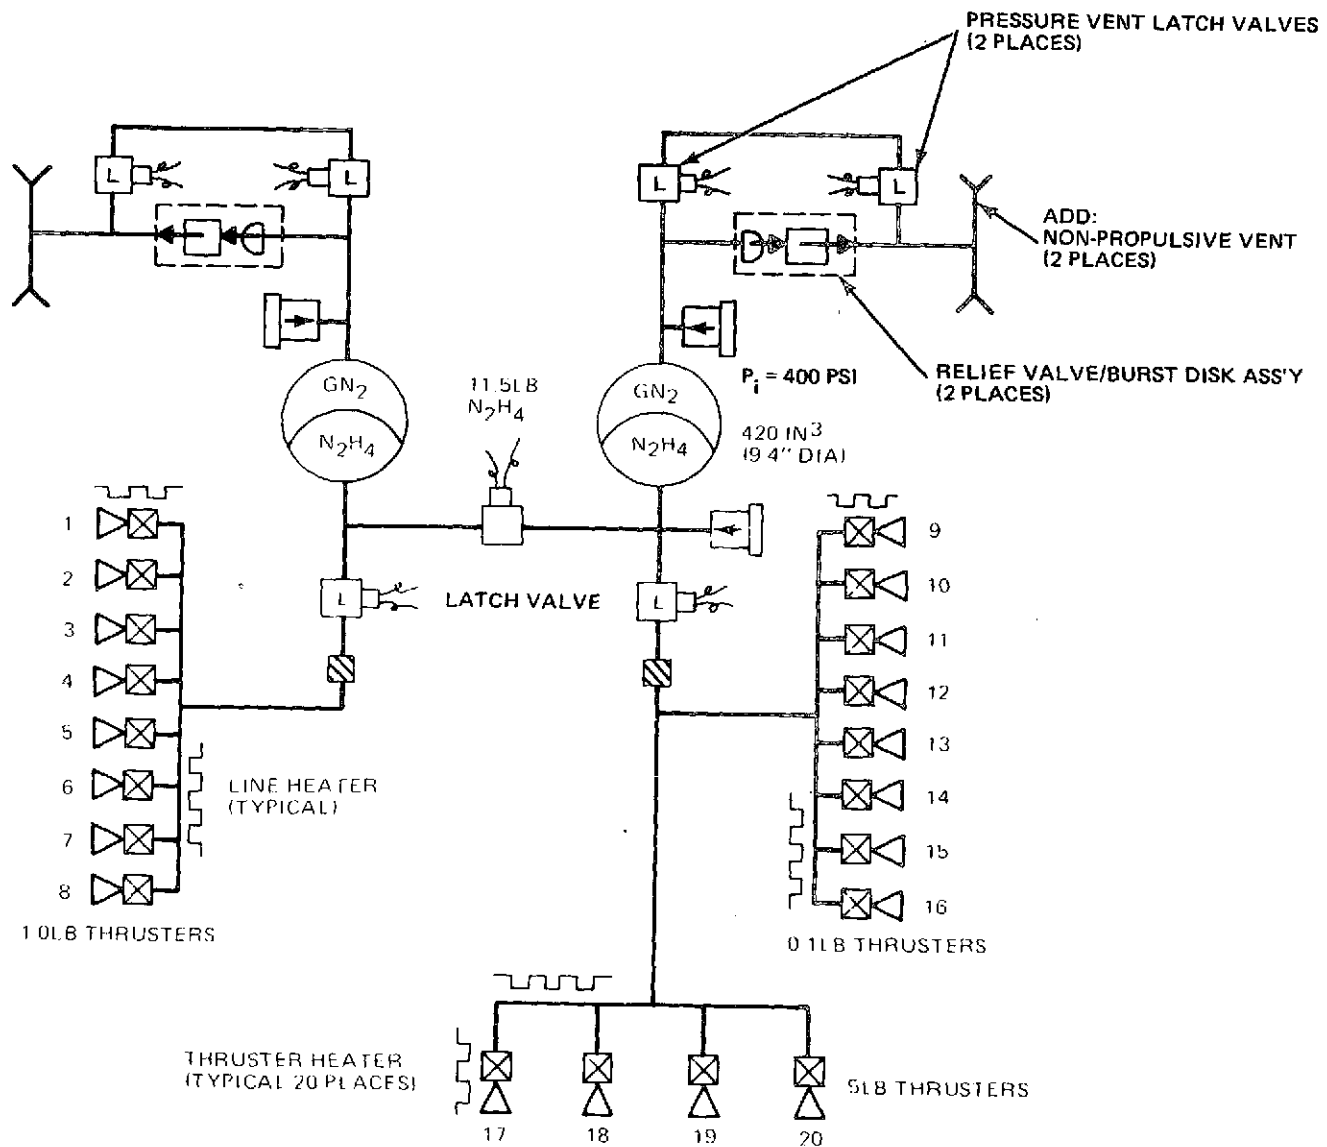 PRESSURE VENT LATCH VALVES
(2 PLACES)
L
L
L
L
ADD:
NON-PROPULSIVE VENT
(2 PLACES)
RELIEF VALVE/BURST DISK ASS'Y
(2 PLACES)
GN2
N2H4
11.5LB
N2H4
GN2
N2H4
Pi = 400 PSI
420 IN3
(9 4" DIA)
1
2
3
4
5
6
7
8
1 0LB THRUSTERS
L
LATCH VALVE
L
LINE HEATER
(TYPICAL)
9
10
11
12
13
14
15
16
0 1LB THRUSTERS
THRUSTER HEATER
(TYPICAL 20 PLACES)
17
18
19
20
5LB THRUSTERS